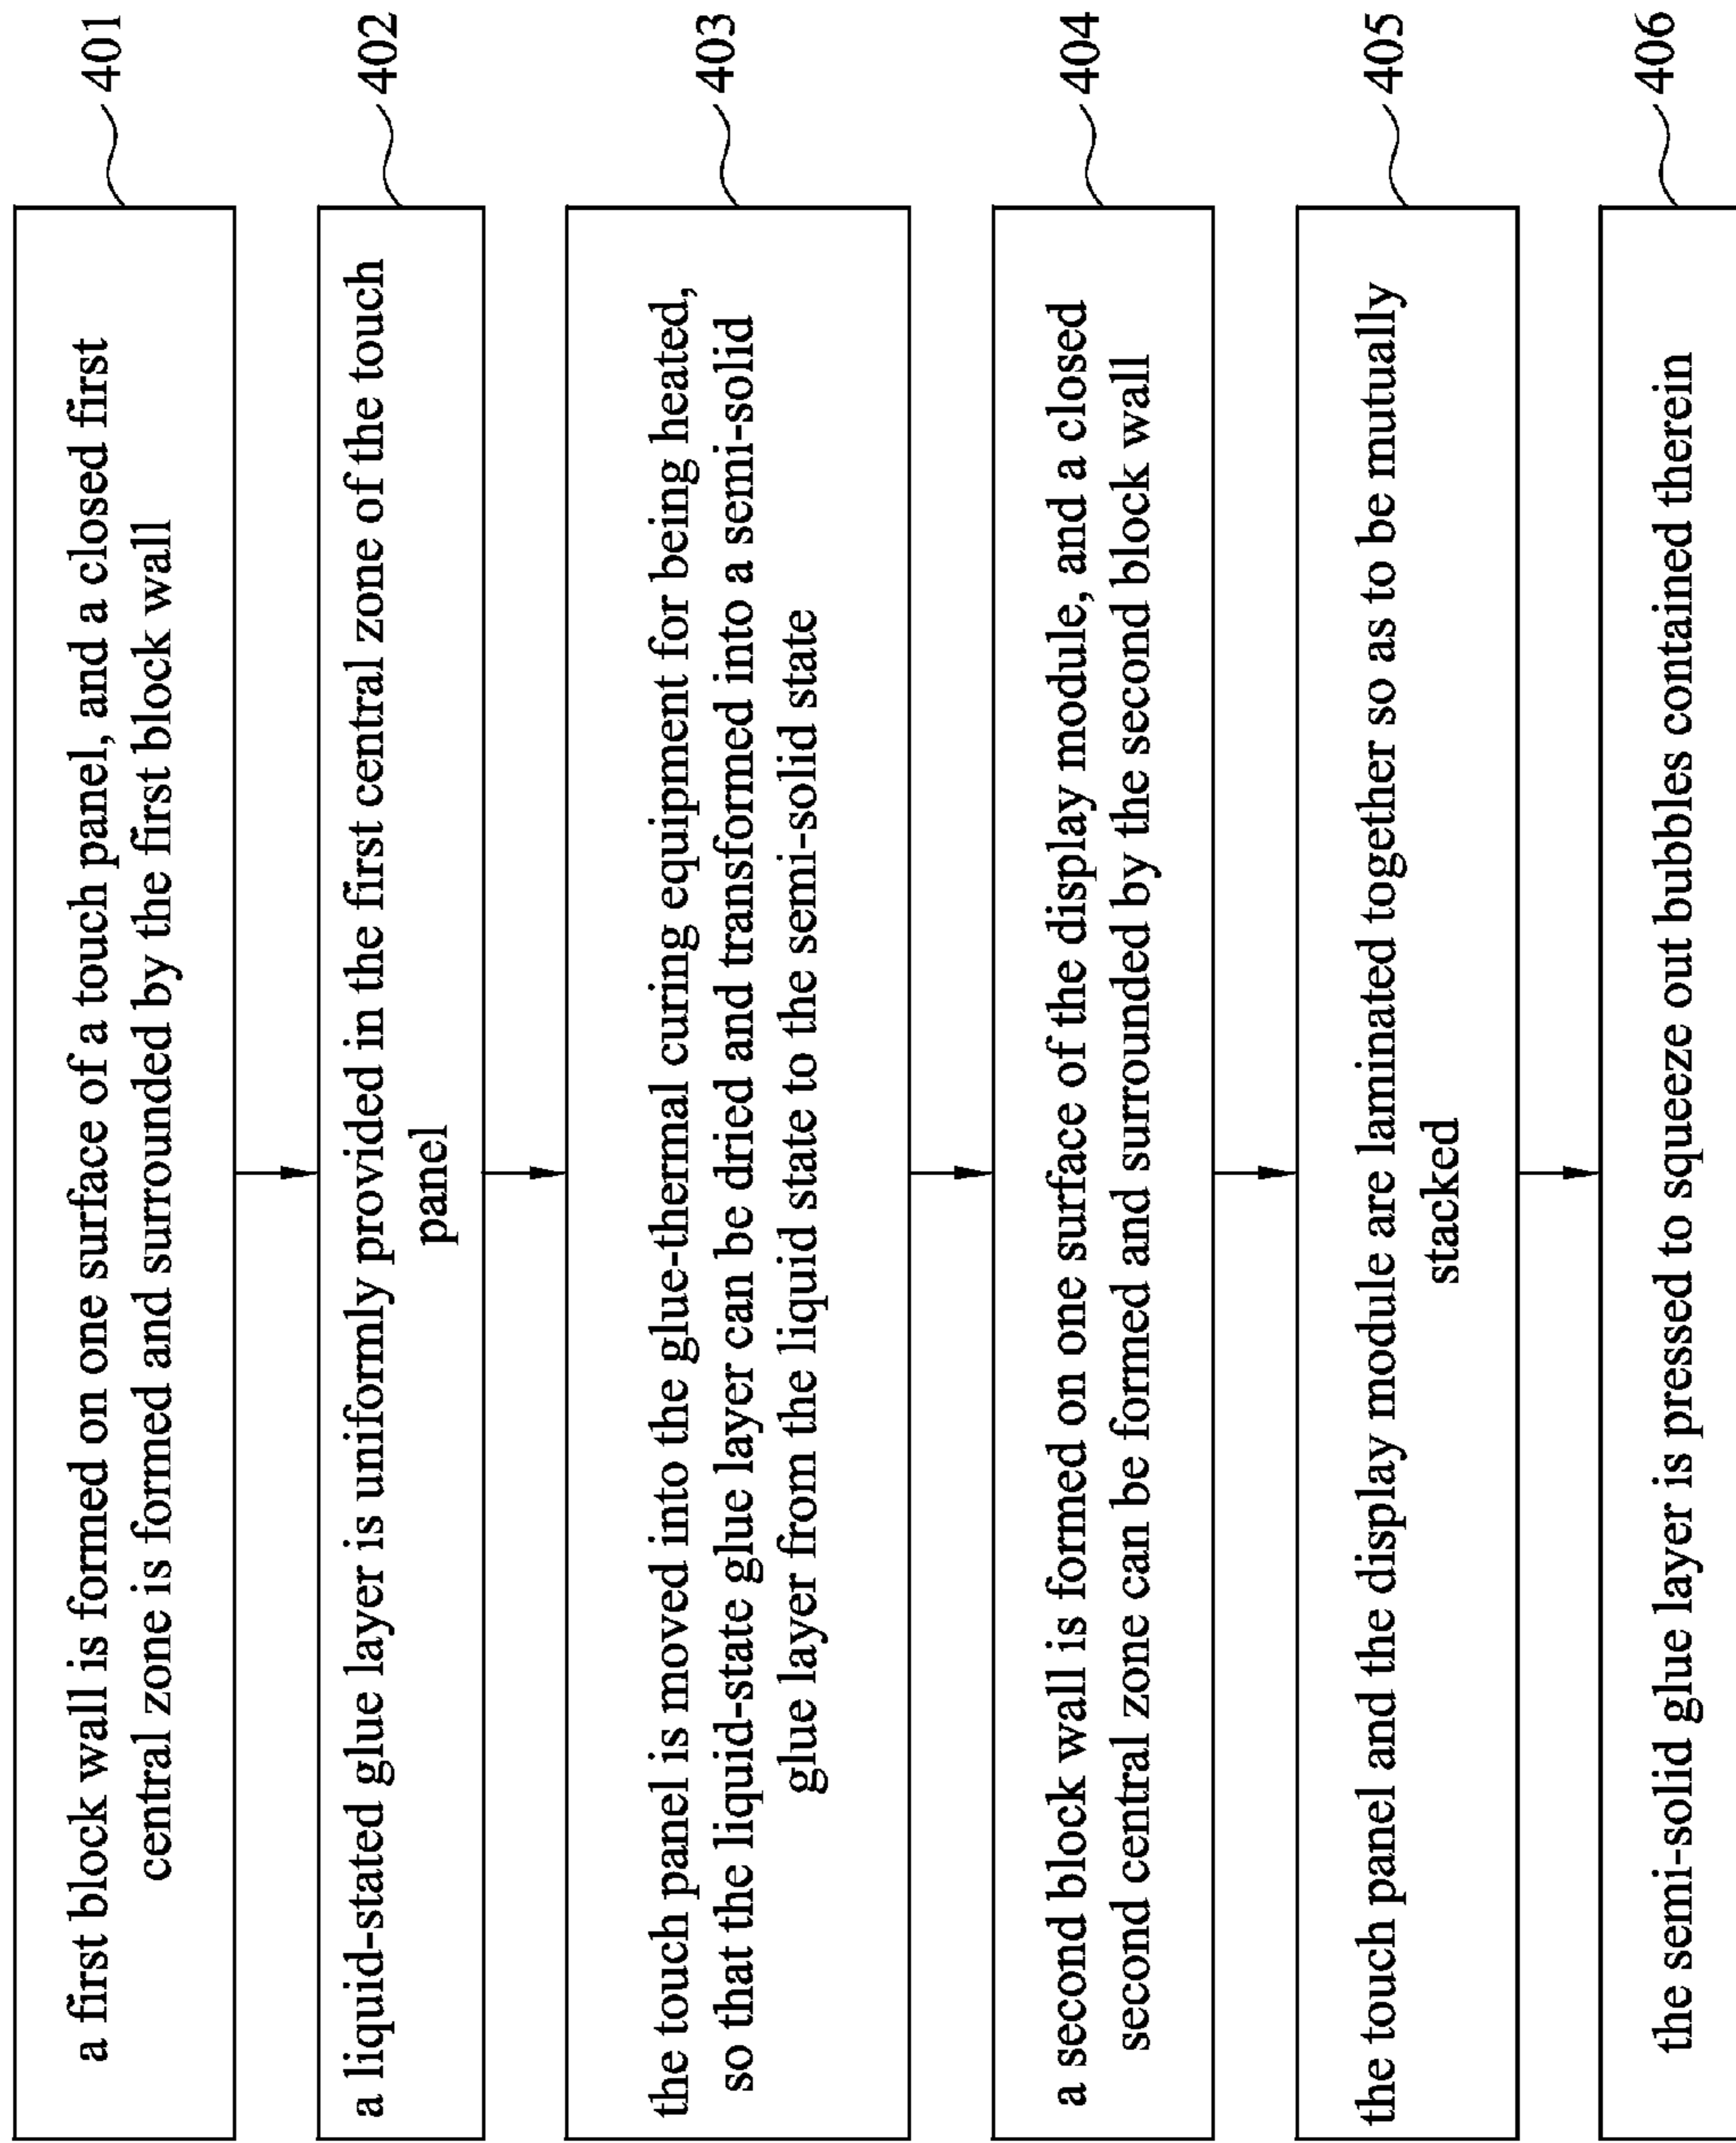 a first block wall is formed on one surface of a touch panel, and a closed first
central zone is formed and surrounded by the first block wall
401
a liquid-stated glue layer is uniformly provided in the first central zone of the touch
panel
402
the touch panel is moved into the glue-thermal curing equipment for being heated,
so that the liquid-state glue layer can be dried and transformed into a semi-solid
glue layer from the liquid state to the semi-solid state
403
a second block wall is formed on one surface of the display module, and a closed
second central zone can be formed and surrounded by the second block wall
404
the touch panel and the display module are laminated together so as to be mutually
stacked
405
the semi-solid glue layer is pressed to squeeze out bubbles contained therein
406